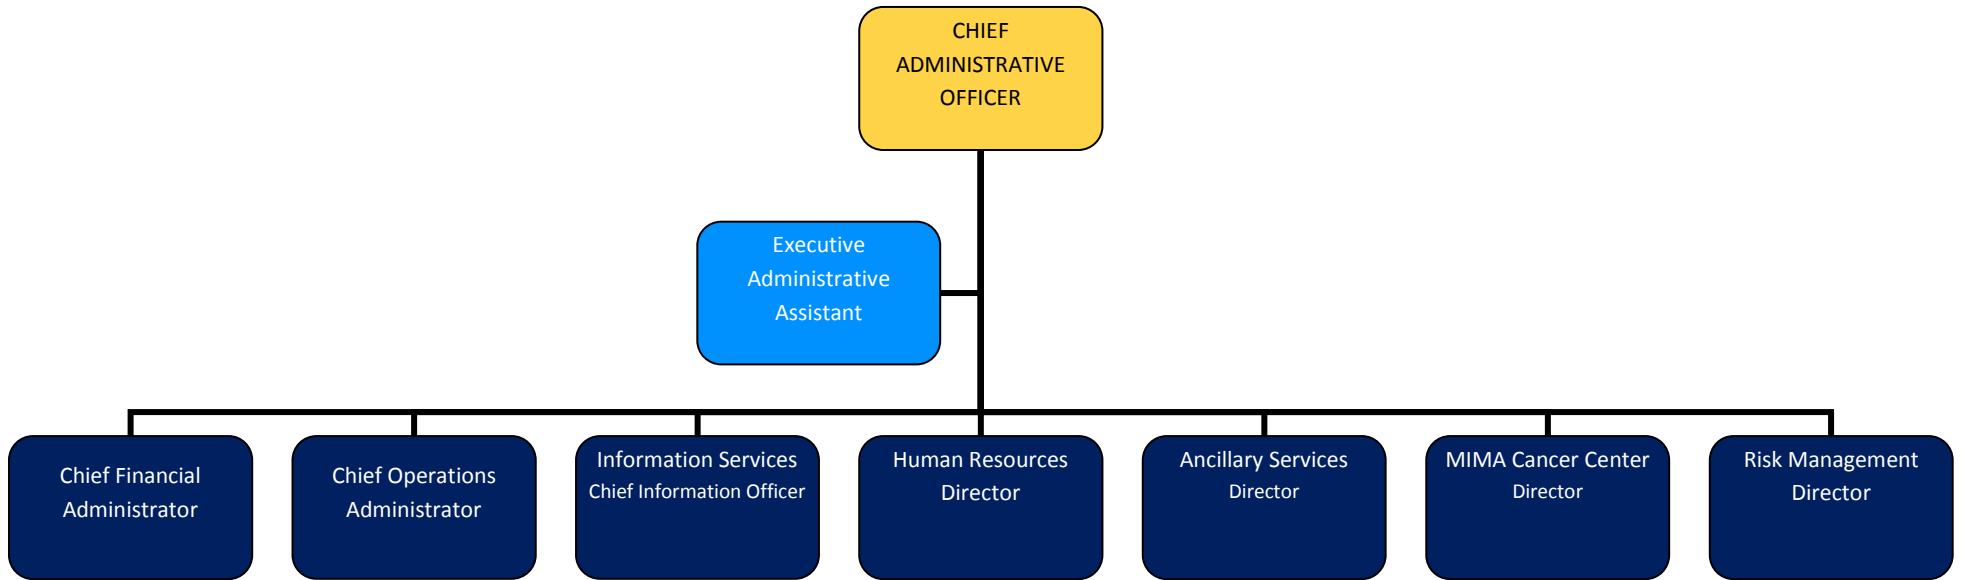 CHIEF
ADMINISTRATIVE
OFFICER
Executive
Administrative
Assistant
Chief Financial
Administrator
Chief Operations
Administrator
Information Services
Chief Information Officer
Human Resources
Director
Ancillary Services
Director
MIMA Cancer Center
Director
Risk Management
Director